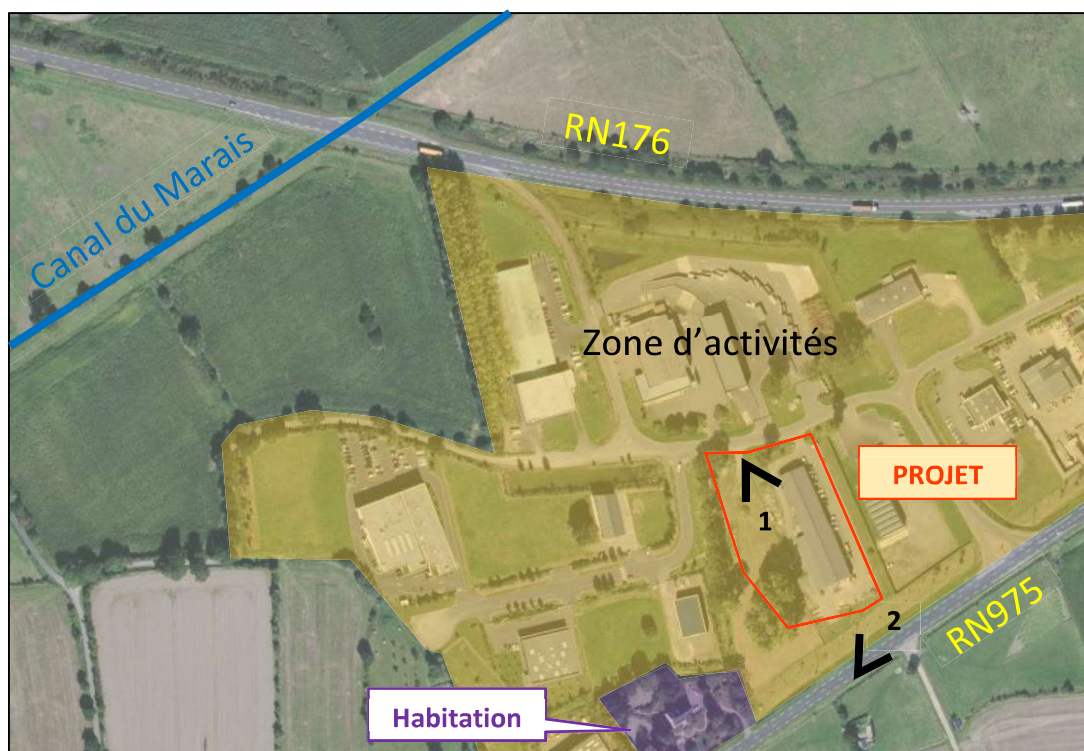 RN176
Canal du Marais
Zone d’activités
PROJET
1
2
RN975
Habitation